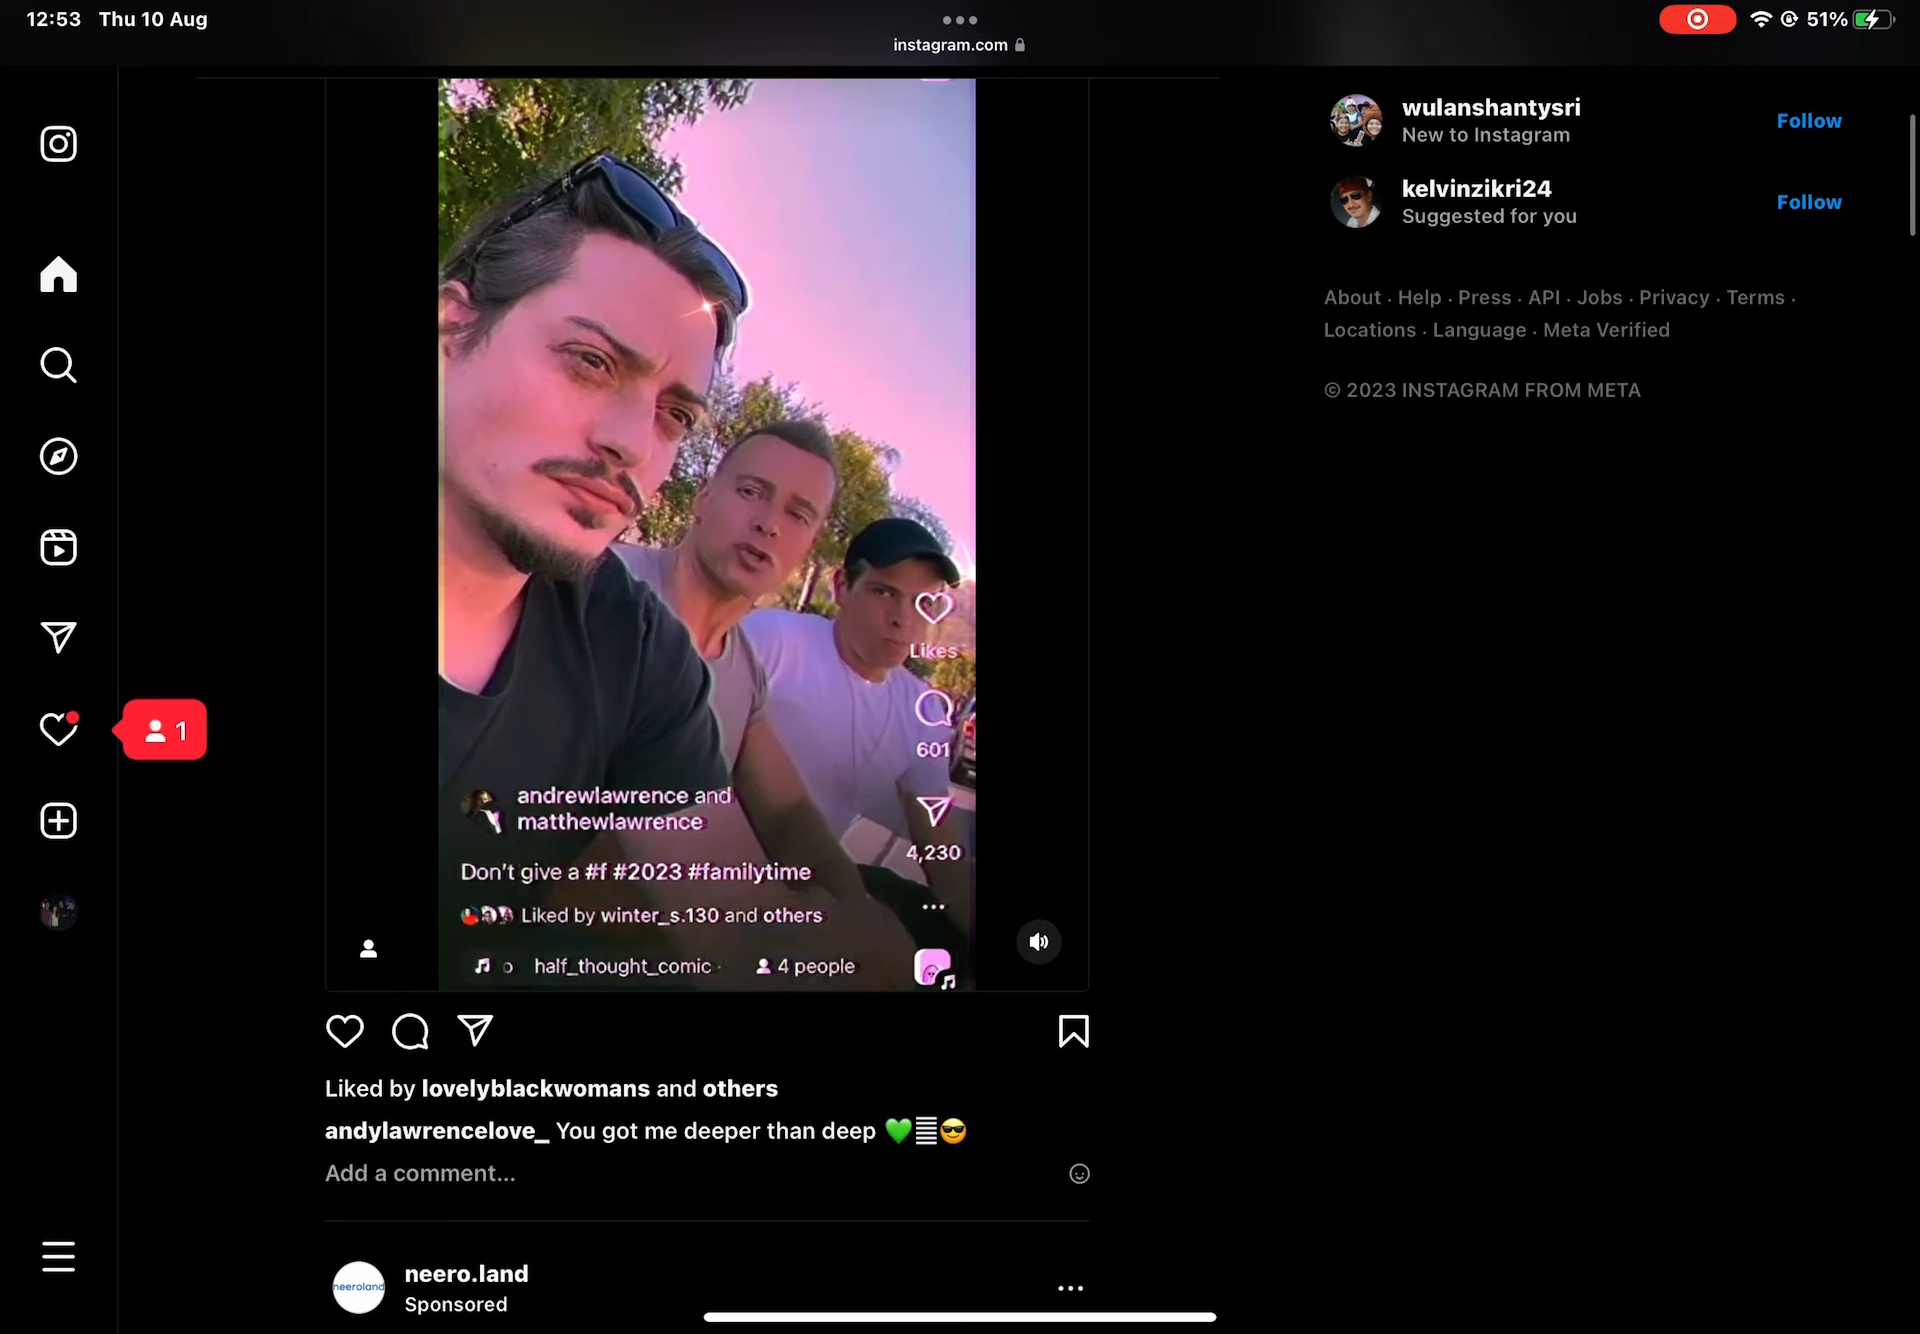 12:53 Thu 10 Aug
instagram.com
51%
wulanshantysri
New to Instagram
Follow
kelvinzikri24
Suggested for you
Follow
About · Help · Press · API · Jobs · Privacy · Terms ·
Locations · Language · Meta Verified
© 2023 INSTAGRAM FROM META
1
Likes
601
4,230
andrewlawrence and
matthewlawrence
Don't give a #f #2023 #familytime
Liked by winter_s.130 and others
o half_thought_comic · 4 people
Liked by lovelyblackwomans and others
andylawrencelove_ You got me deeper than deep 💚𝄛😎
Add a comment...
neeroland
neero.land
Sponsored